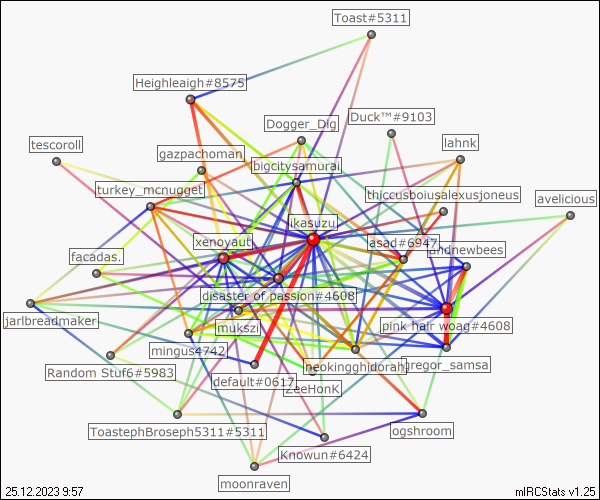 Toast#5311
Heighleigh#8575
Duck™#9103
Dogger_Dig
tescoroll
lahnk
gazpachoman
bigcitysamurai
turkey_mcnugget
thiccusboiusalexusjoneus
avelicious
ikasuzu
xenoyaut
asad#6947
undnewbees
facadas.
disaster of passion#4608
jarlbreadmaker
mukszi
pink hair woag#4608
mingus4742
Random Stuf6#5983
default#0617
neokingghidorah
gregor_samsa
ZeeHonK
ToastephBroseph5311#5311
ogshroom
Knowun#6424
moonraven
25.12.2023 9:57
mIRCStats v1.25